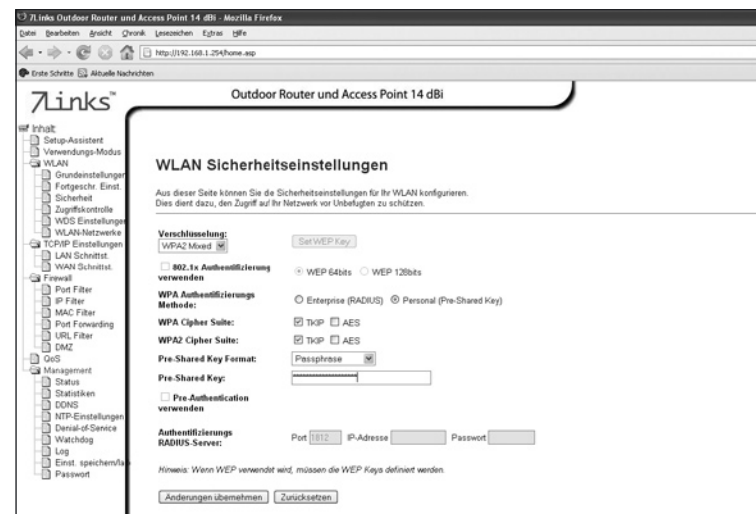 7Links Outdoor Router und Access Point 14 dBi - Mozilla Firefox
Datei Bearbeiten Ansicht Chronik Lesezeichen Extras Hilfe
http://192.168.1.254/home.asp
Erste Schritte Aktuelle Nachrichten
7Links™
Outdoor Router und Access Point 14 dBi
Inhalt
Setup-Assistent
Verwendungs-Modus
WLAN
Grundeinstellungen
Fortgeschr. Einst.
Sicherheit
Zugriffskontrolle
WDS Einstellungen
WLAN-Netzwerke
TCP/IP Einstellungen
LAN Schnittst.
WAN Schnittst.
Firewall
Port Filter
IP Filter
MAC Filter
Port Forwarding
URL Filter
DMZ
QoS
Management
Status
Statistiken
DDNS
NTP-Einstellungen
Denial-of-Service
Watchdog
Log
Einst. speichern/la
Passwort
WLAN Sicherheitseinstellungen
Aus dieser Seite können Sie die Sicherheitseinstellungen für Ihr WLAN konfigurieren.
Dies dient dazu, den Zugriff auf Ihr Netzwerk vor Unbefugten zu schützen.
Verschlüsselung:
WPA2 Mixed Set WEP Key
802.1x Authentifizierung
verwenden
WEP 64bits WEP 128bits
WPA Authentifizierungs
Methode:
Enterprise (RADIUS) Personal (Pre-Shared Key)
WPA Cipher Suite: TKIP AES
WPA2 Cipher Suite: TKIP AES
Pre-Shared Key Format: Passphrase
Pre-Shared Key:
Pre-Authentication
verwenden
Authentifizierungs
RADIUS-Server:
Port 1812 IP-Adresse Passwort
Hinweis: Wenn WEP verwendet wird, müssen die WEP Keys definiert werden.
Änderungen übernehmen Zurücksetzen